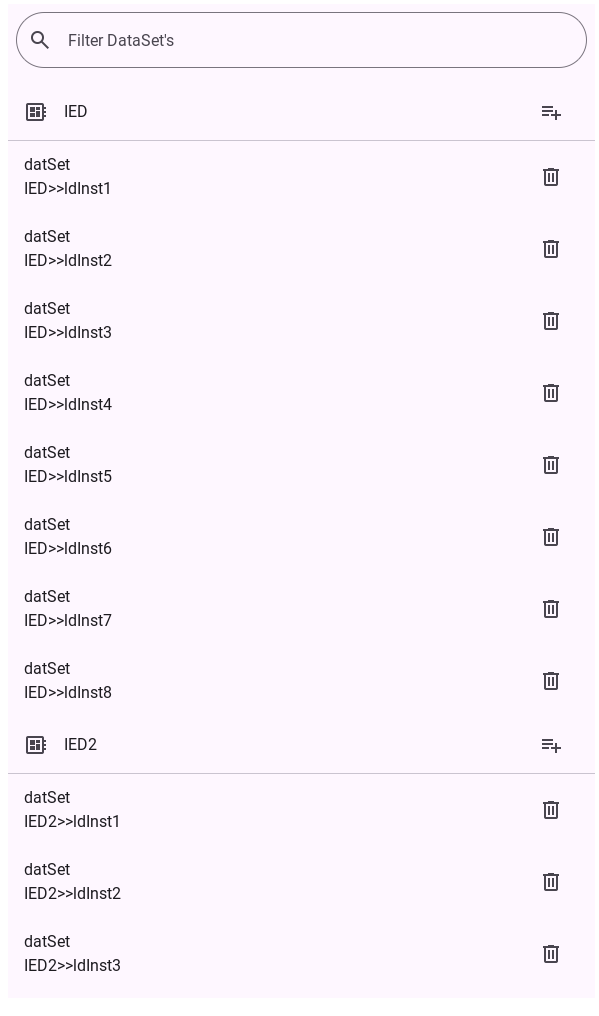 Filter DataSet's
IED
datSet
IED>>ldInst1
datSet
IED>>ldInst2
datSet
IED>>ldInst3
datSet
IED>>ldInst4
datSet
IED>>ldInst5
datSet
IED>>ldInst6
datSet
IED>>ldInst7
datSet
IED>>ldInst8
IED2
datSet
IED2>>ldInst1
datSet
IED2>>ldInst2
datSet
IED2>>ldInst3